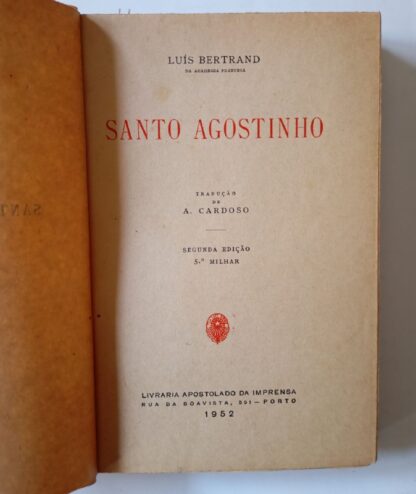 LUÍS BERTRAND
DA ACADEMIA FRANCESA
SANTO AGOSTINHO
TRADUÇÃO
DE
A. CARDOSO
SEGUNDA EDIÇÃO
5.º MILHAR
LIVRARIA APOSTOLADO DA IMPRENSA
RUA DA BOAVISTA, 591 — PORTO
1952